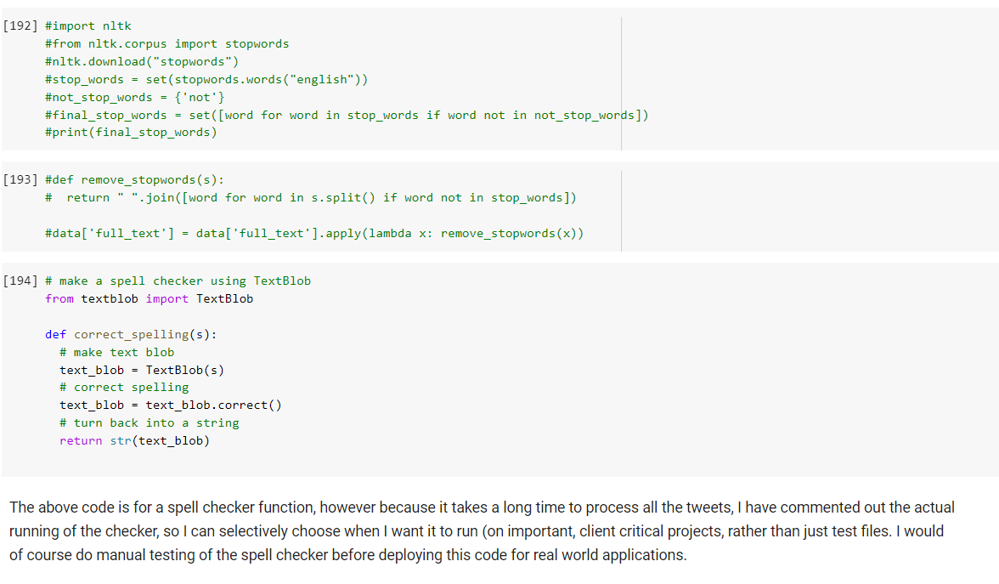 [192] #import nltk
#from nltk.corpus import stopwords
#nltk.download("stopwords")
#stop_words = set(stopwords.words("english"))
#not_stop_words = {'not'}
#final_stop_words = set([word for word in stop_words if word not in not_stop_words])
#print(final_stop_words)
[193] #def remove_stopwords(s):
#  return " ".join([word for word in s.split() if word not in stop_words])
#data['full_text'] = data['full_text'].apply(lambda x: remove_stopwords(x))
[194] # make a spell checker using TextBlob
from textblob import TextBlob
def correct_spelling(s):
  # make text blob
  text_blob = TextBlob(s)
  # correct spelling
  text_blob = text_blob.correct()
  # turn back into a string
  return str(text_blob)
The above code is for a spell checker function, however because it takes a long time to process all the tweets, I have commented out the actual
running of the checker, so I can selectively choose when I want it to run (on important, client critical projects, rather than just test files. I would
of course do manual testing of the spell checker before deploying this code for real world applications.